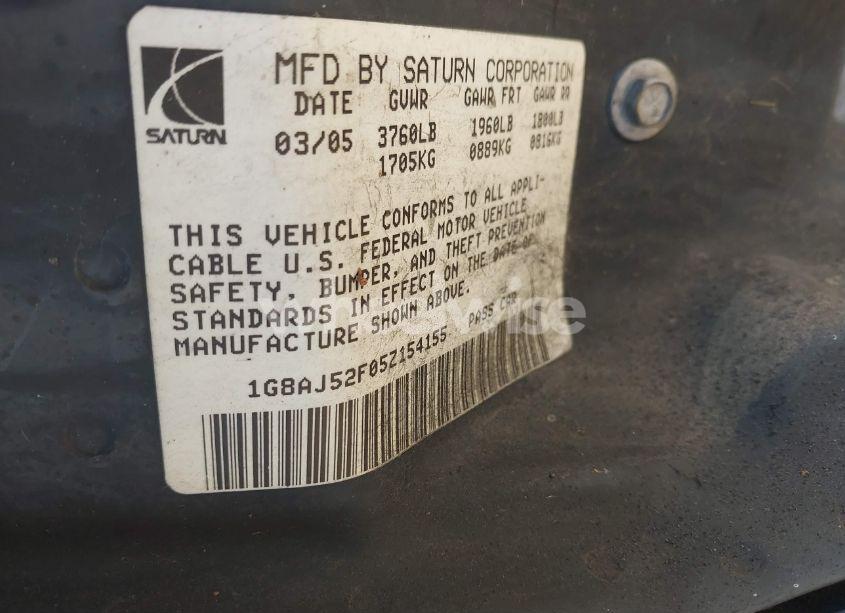 MFD BY SATURN CORPORATION
DATE GVWR GAWR FRT GAWR RR
03/05 3760LB 1960LB 1800LB
1705KG 0889KG 0816KG
SATURN
THIS VEHICLE CONFORMS TO ALL APPLI-
CABLE U.S. FEDERAL MOTOR VEHICLE
SAFETY, BUMPER, AND THEFT PREVENTION
STANDARDS IN EFFECT ON THE DATE OF
MANUFACTURE SHOWN ABOVE.
1G8AJ52F05Z154155 PASS CAR